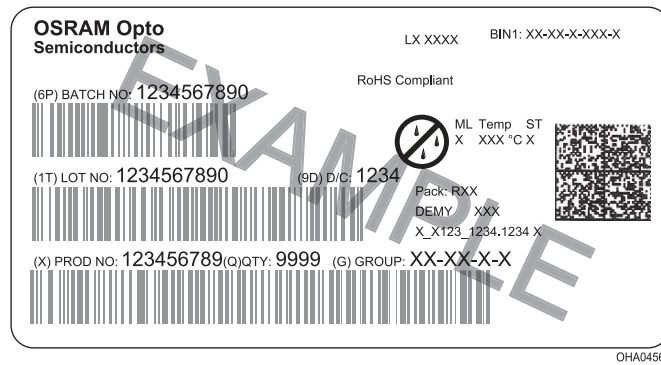 OSRAM Opto
Semiconductors
LX XXXX
BIN1: XX-XX-X-XXX-X
RoHS Compliant
(6P) BATCH NO: 1234567890
ML Temp ST
X XXX °C X
(1T) LOT NO: 1234567890 (9D) D/C: 1234
Pack: RXX
DEMY XXX
X_X123_1234.1234 X
(X) PROD NO: 123456789(Q)QTY: 9999 (G) GROUP: XX-XX-X-X
EXAMPLE
OHA0456